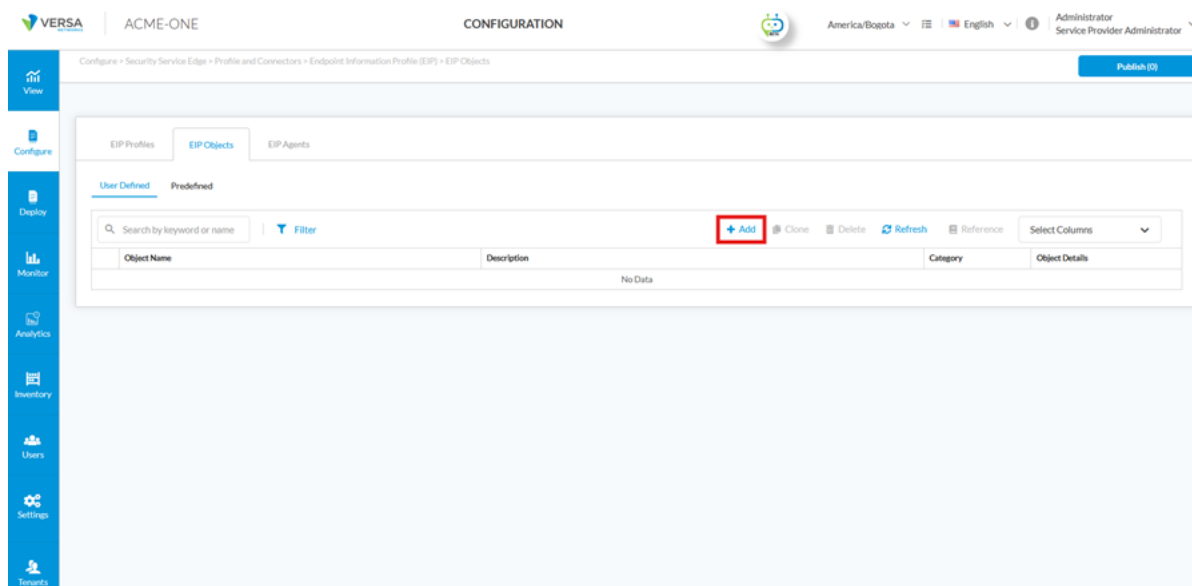 VERSA
NETWORKS
ACME-ONE
CONFIGURATION
America/Bogota
English
Administrator
Service Provider Administrator
Configure > Security Service Edge > Profile and Connectors > Endpoint Information Profile (EIP) > EIP Objects
Publish (0)
View
Configure
Deploy
Monitor
Analytics
Inventory
Users
Settings
Tenants
EIP Profiles
EIP Objects
EIP Agents
User Defined
Predefined
Search by keyword or name
Filter
+ Add
Clone
Delete
Refresh
Reference
Select Columns
Object Name
Description
Category
Object Details
No Data